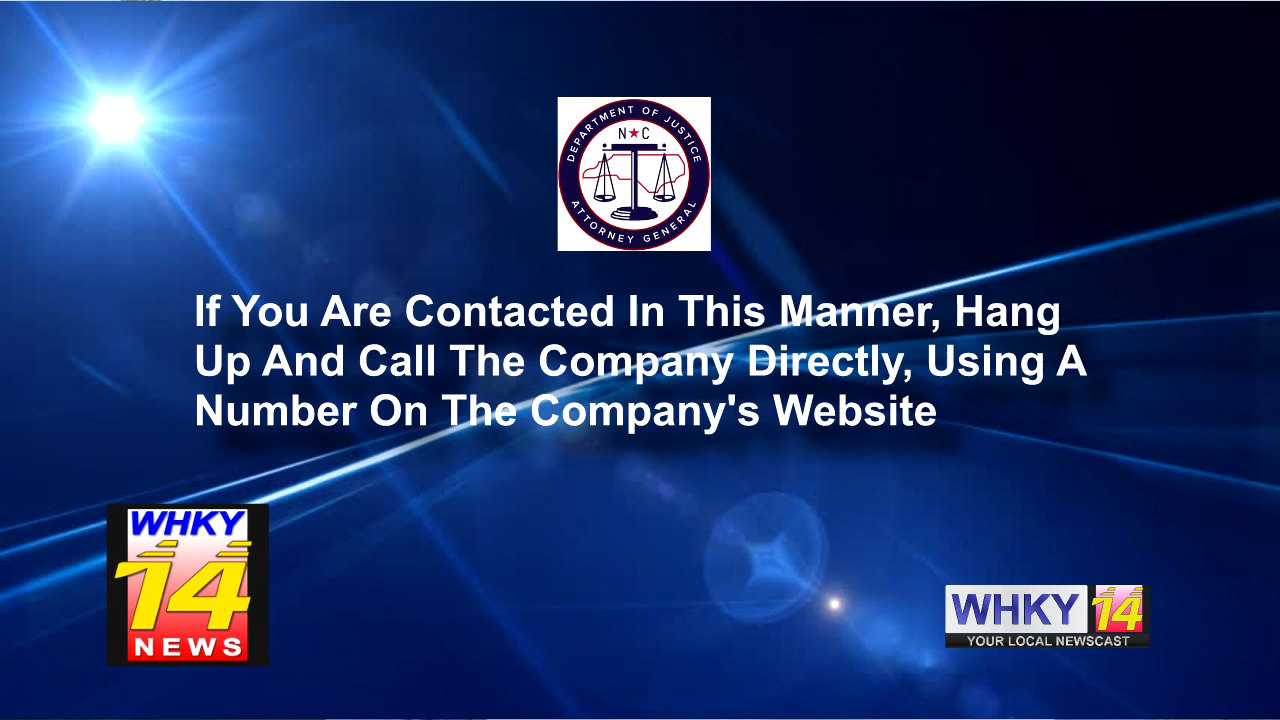 DEPARTMENT OF JUSTICE
N★C
ATTORNEY GENERAL
If You Are Contacted In This Manner, Hang
Up And Call The Company Directly, Using A
Number On The Company's Website
WHKY
14
NEWS
WHKY 14
YOUR LOCAL NEWSCAST